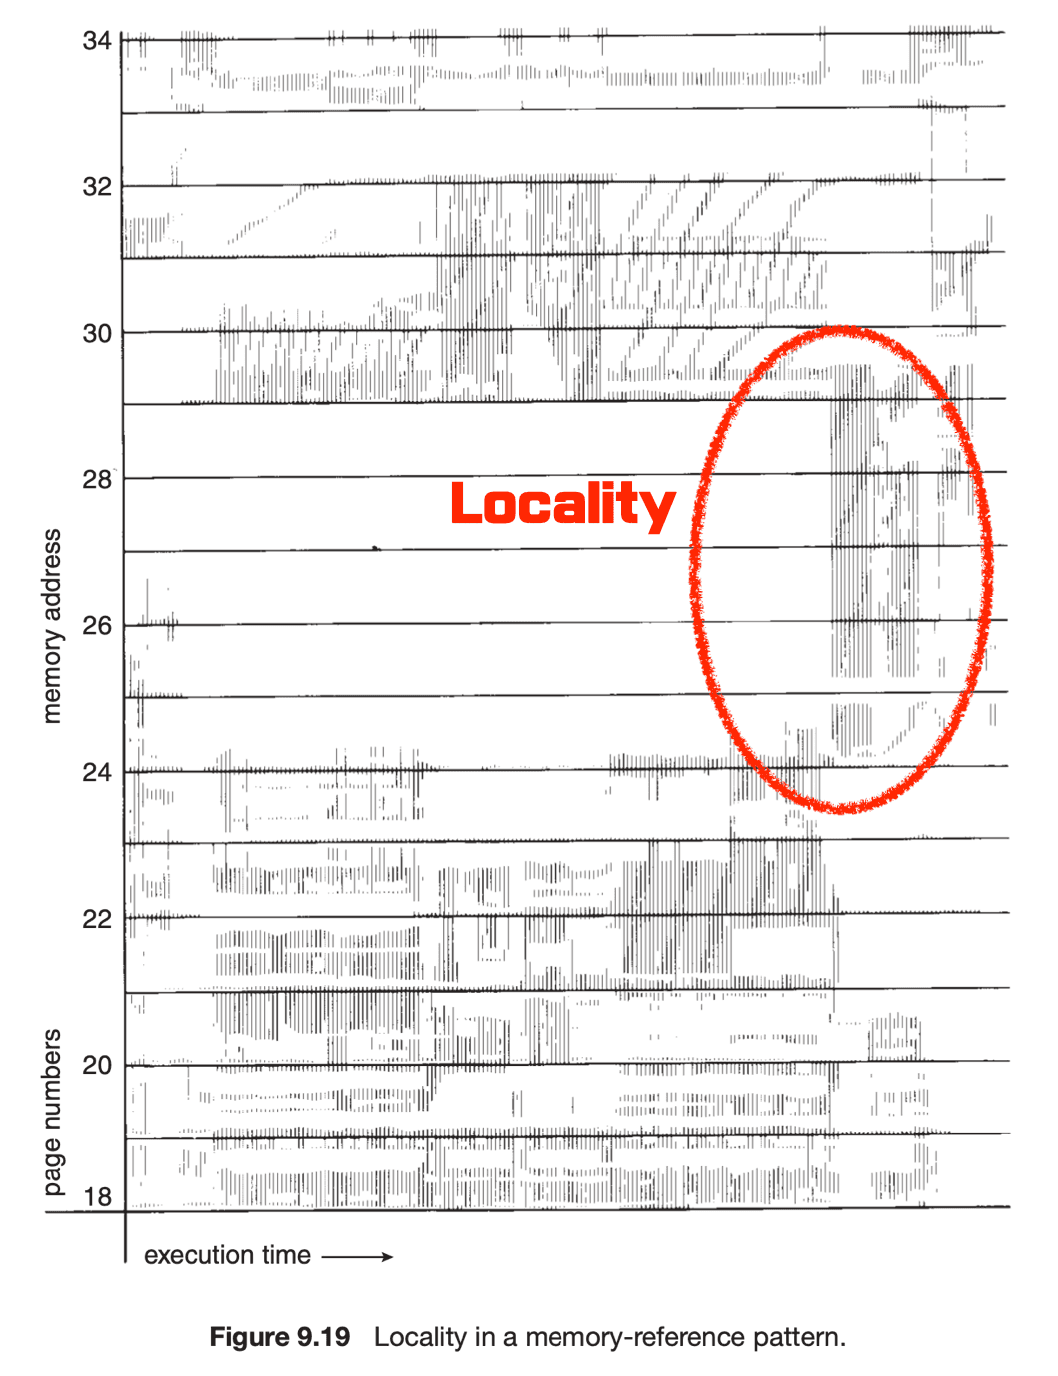 34
32
30
28
Locality
memory address
26
24
22
page numbers
20
18
execution time
Figure 9.19 Locality in a memory-reference pattern.